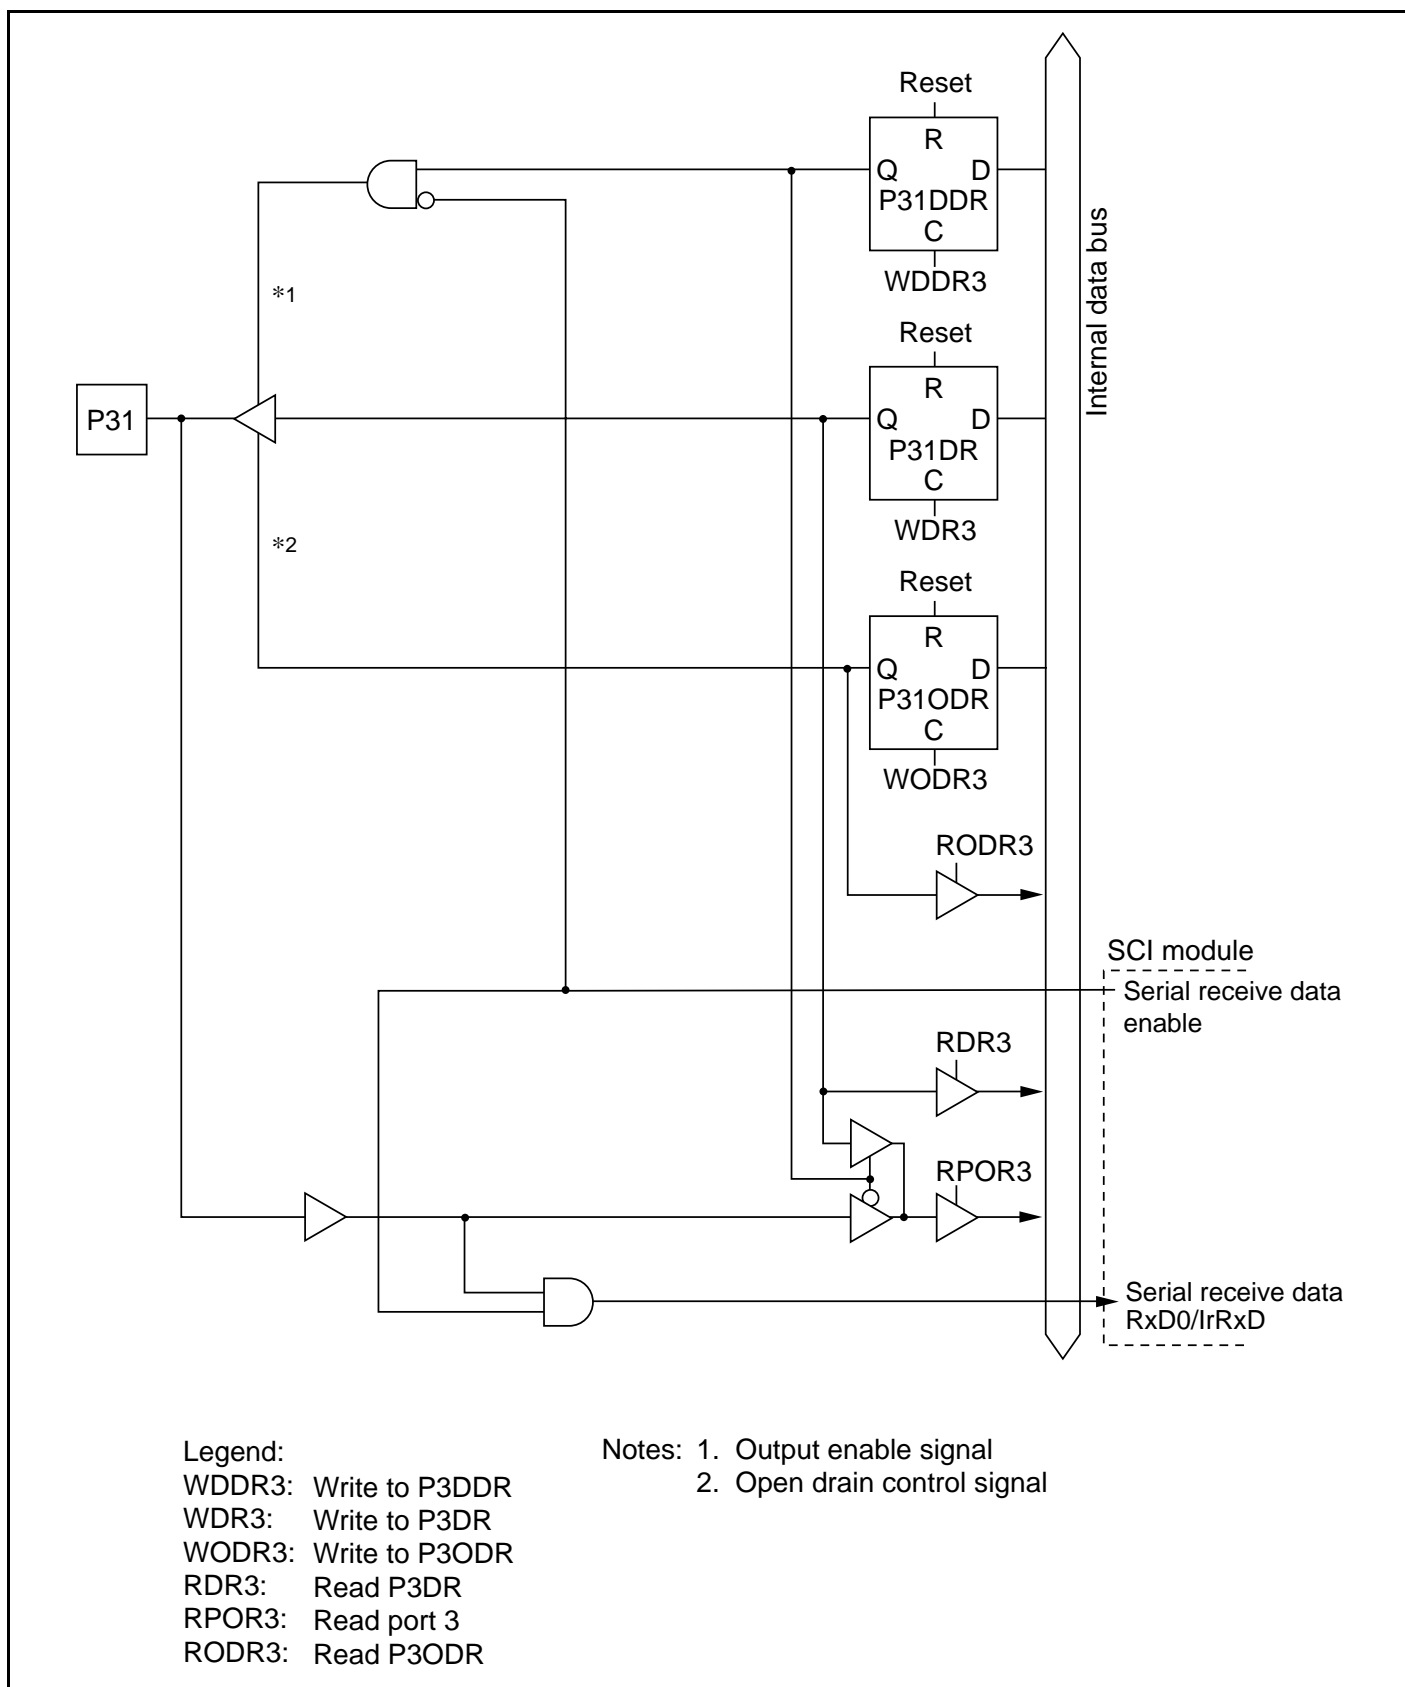 Reset
R
Q D
P31DDR
C
WDDR3
Internal data bus
*1
Reset
R
P31
Q D
P31DR
C
WDR3
*2
Reset
R
Q D
P31ODR
C
WODR3
RODR3
SCI module
Serial receive data
enable
RDR3
RPOR3
Serial receive data
RxD0/IrRxD
Legend:
WDDR3: Write to P3DDR
WDR3: Write to P3DR
WODR3: Write to P3ODR
RDR3: Read P3DR
RPOR3: Read port 3
RODR3: Read P3ODR
Notes: 1. Output enable signal
2. Open drain control signal